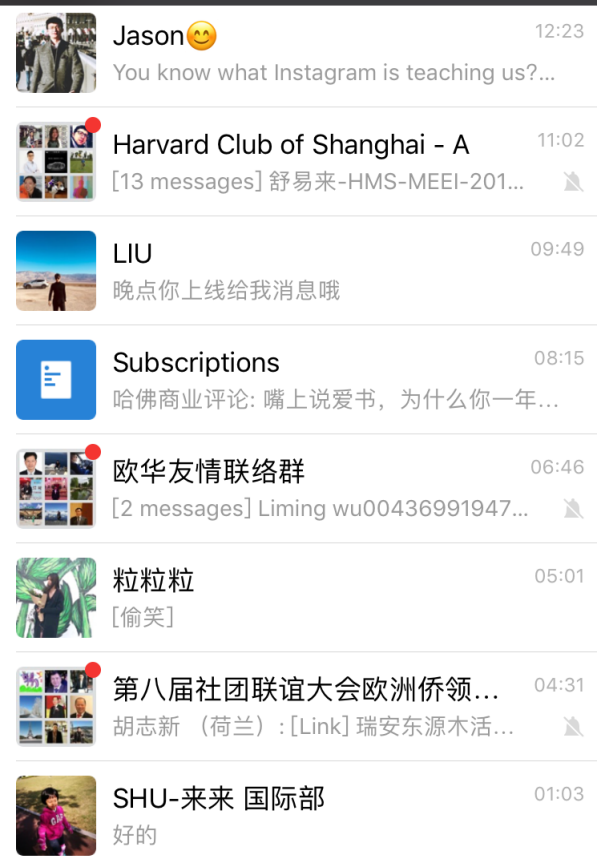 Jason😊
12:23
You know what Instagram is teaching us?...
Harvard Club of Shanghai - A
11:02
[13 messages] 舒易来-HMS-MEEI-201...
LIU
09:49
晚点你上线给我消息哦
Subscriptions
08:15
哈佛商业评论: 嘴上说爱书，为什么你一年...
欧华友情联络群
06:46
[2 messages] Liming wu00436991947...
粒粒粒
05:01
[偷笑]
第八届社团联谊大会欧洲侨领...
04:31
胡志新 （荷兰）: [Link] 瑞安东源木活...
SHU-来来 国际部
01:03
好的